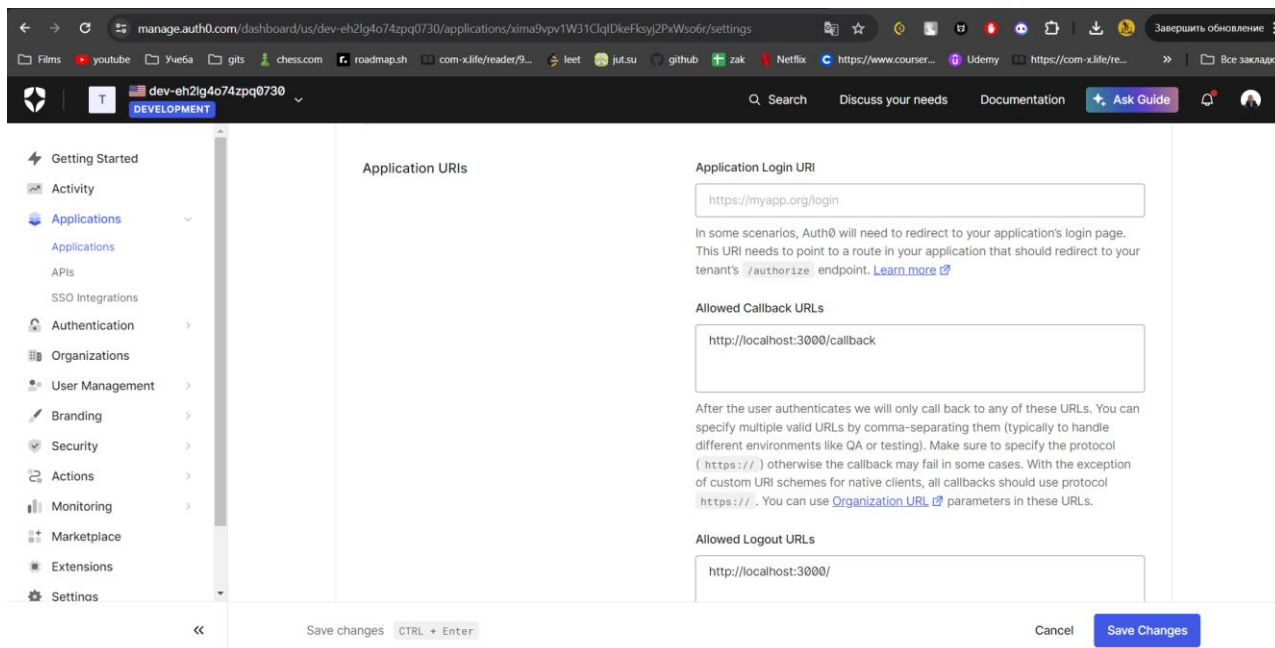 manage.auth0.com/dashboard/us/dev-eh2lg4o74zpq0730/applications/xima9vpv1W31ClqIDkeFksyj2PxWso6r/settings
Завершить обновление
Films youtube Учеба gits chess.com roadmap.sh com-x.life/reader/9... leet jut.su github zak Netflix https://www.courser... Udemy https://com-x.life/re... » Все закладк
T dev-eh2lg4o74zpq0730
DEVELOPMENT
Search Discuss your needs Documentation Ask Guide
Getting Started
Activity
Applications
Applications
APIs
SSO Integrations
Authentication
Organizations
User Management
Branding
Security
Actions
Monitoring
Marketplace
Extensions
Settings
Application URIs
Application Login URI
https://myapp.org/login
In some scenarios, Auth0 will need to redirect to your application's login page.
This URI needs to point to a route in your application that should redirect to your
tenant's /authorize endpoint. Learn more
Allowed Callback URLs
http://localhost:3000/callback
After the user authenticates we will only call back to any of these URLs. You can
specify multiple valid URLs by comma-separating them (typically to handle
different environments like QA or testing). Make sure to specify the protocol
( https:// ) otherwise the callback may fail in some cases. With the exception
of custom URI schemes for native clients, all callbacks should use protocol
https:// . You can use Organization URL parameters in these URLs.
Allowed Logout URLs
http://localhost:3000/
Save changes CTRL + Enter
Cancel Save Changes